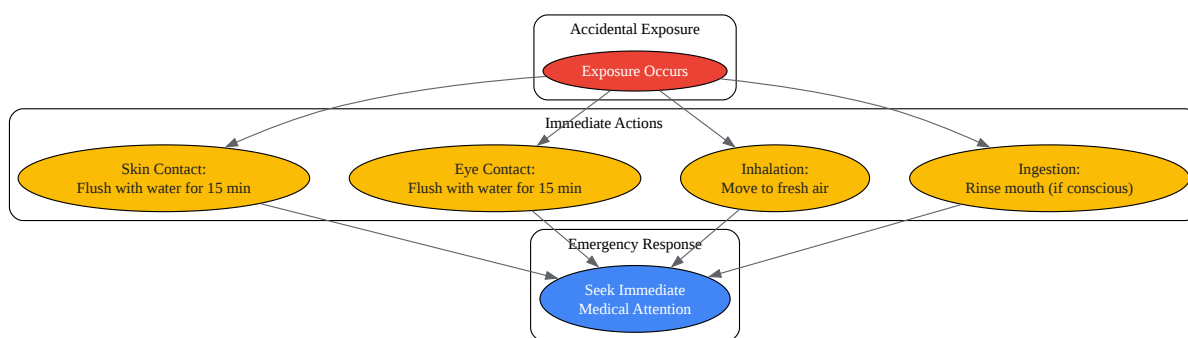 Accidental Exposure
Exposure Occurs
Immediate Actions
Skin Contact:
Flush with water for 15 min
Eye Contact:
Flush with water for 15 min
Inhalation:
Move to fresh air
Ingestion:
Rinse mouth (if conscious)
Emergency Response
Seek Immediate
Medical Attention